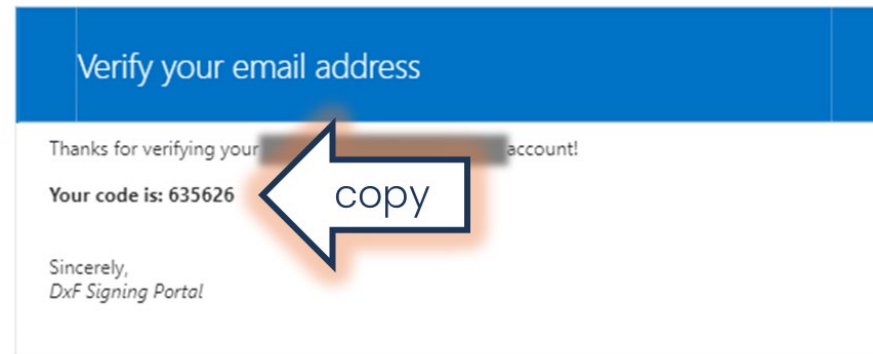 Verify your email address
Thanks for verifying your account!
Your code is: 635626
copy
Sincerely,
DxF Signing Portal